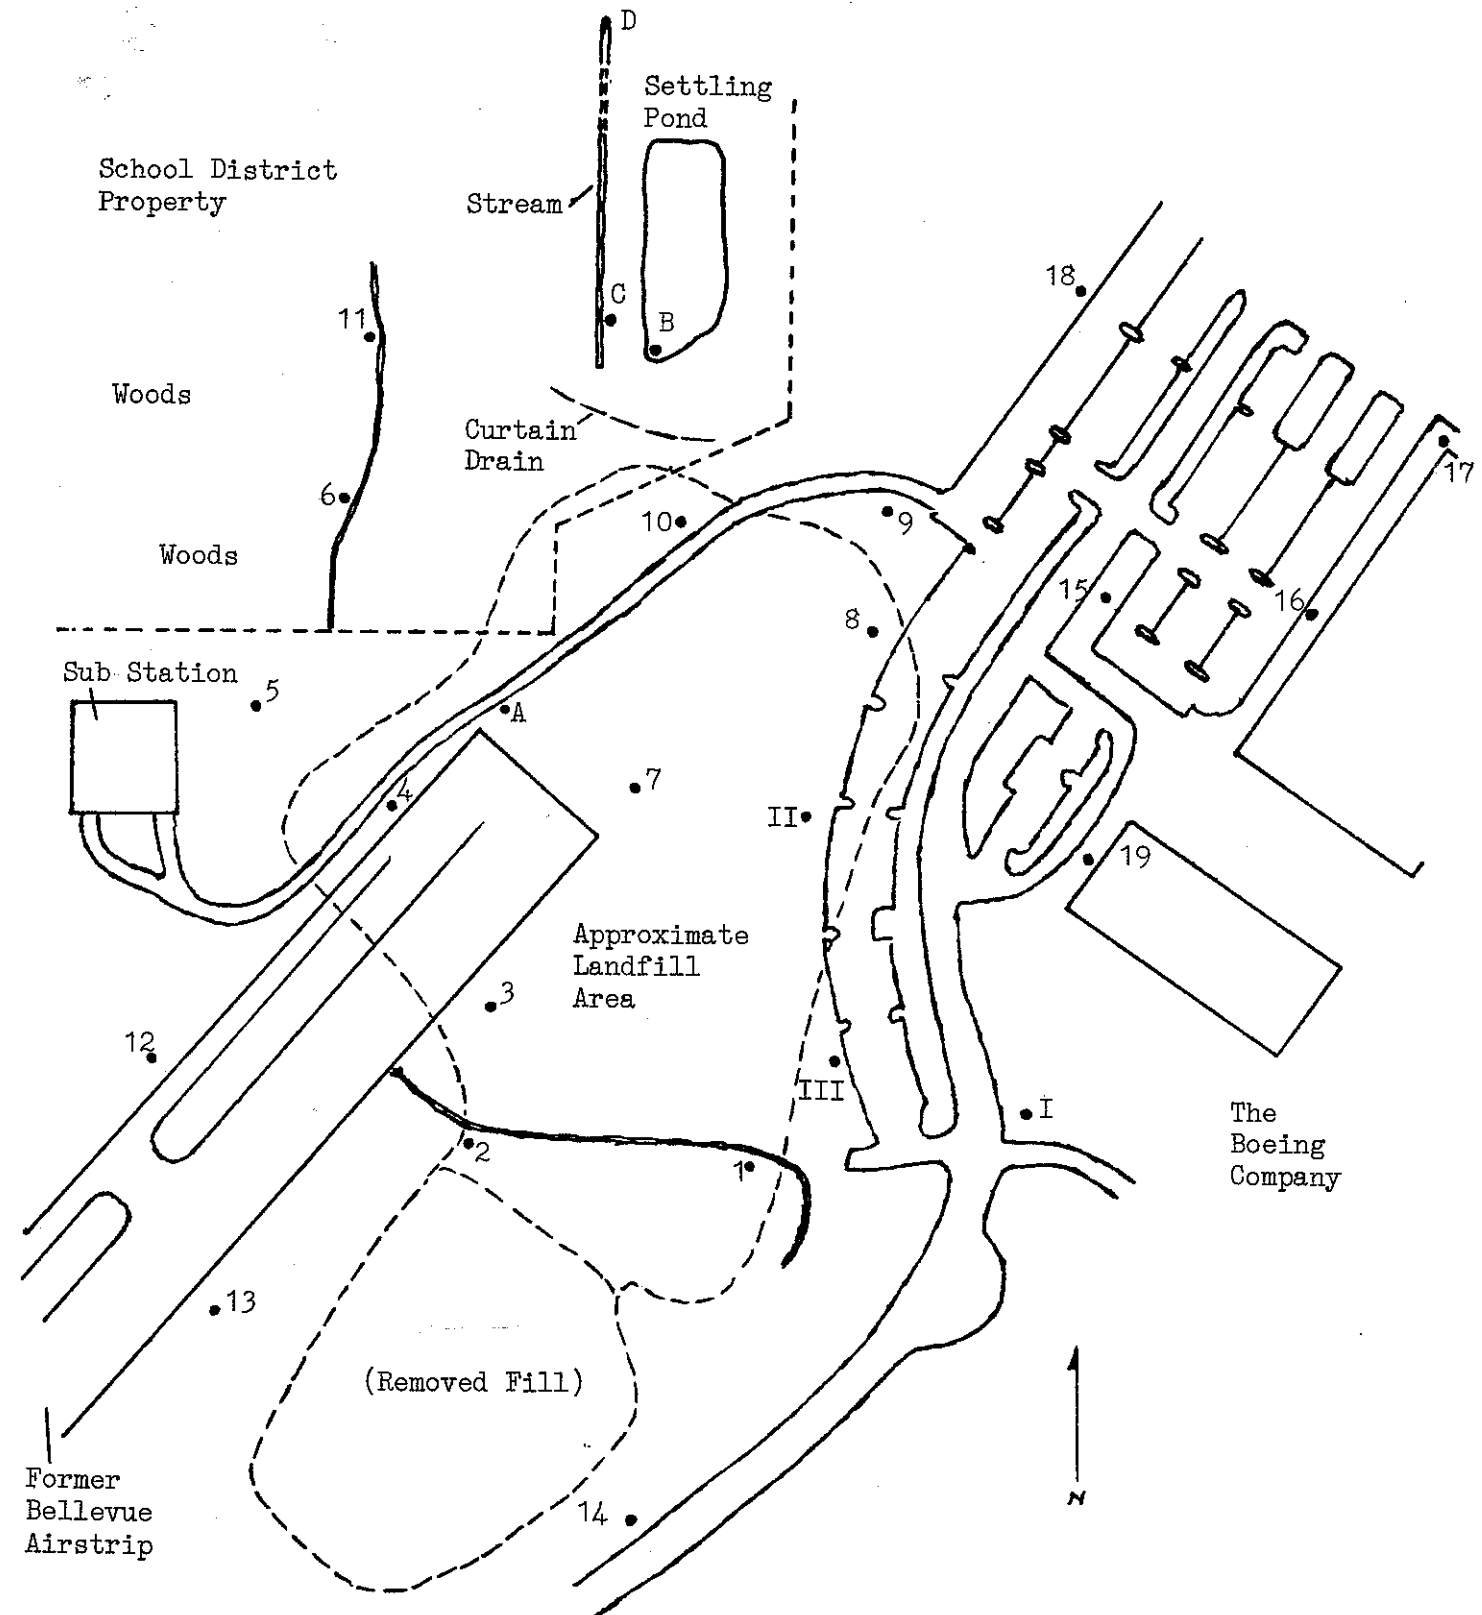 D
Settling
Pond
School District
Property
Stream
18
C
11
B
Woods
Curtain
Drain
17
6
10
9
Woods
15
16
8
Sub Station
5
A
4
7
II
19
Approximate
Landfill
Area
3
12
III
I
The
Boeing
Company
2
1
13
(Removed Fill)
Former
Bellevue
Airstrip
N
14